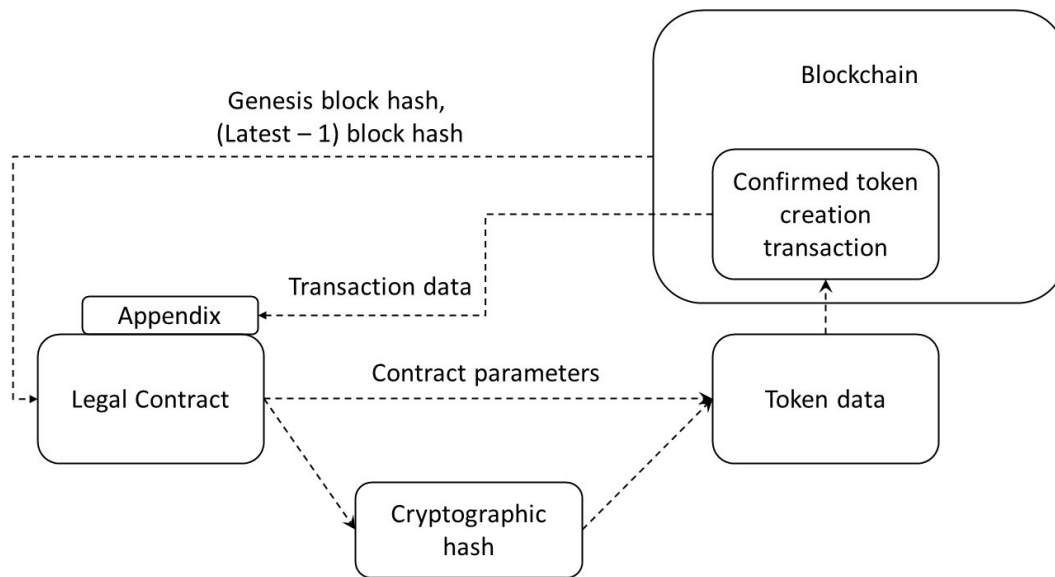 Blockchain
Genesis block hash,
(Latest – 1) block hash
Confirmed token
creation
transaction
Transaction data
Appendix
Legal Contract
Contract parameters
Token data
Cryptographic
hash